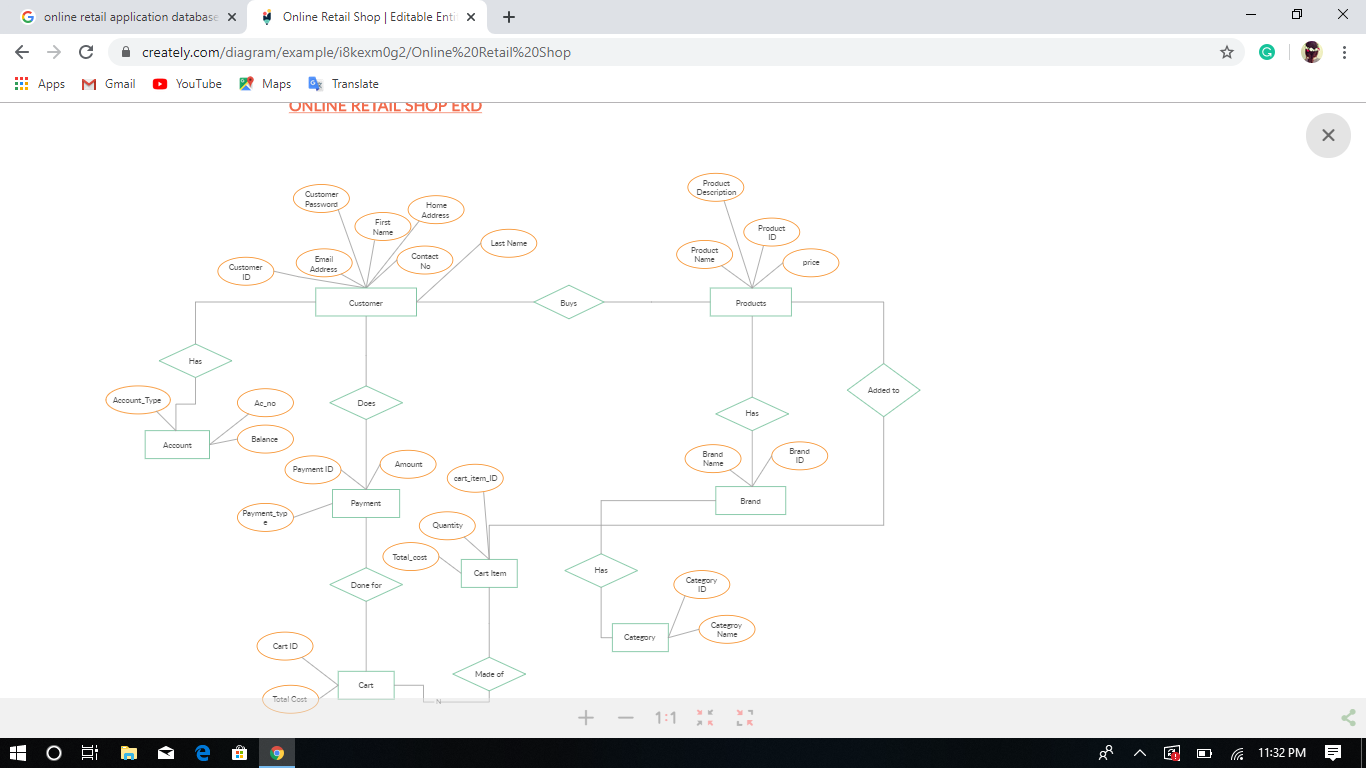 online retail application database
Online Retail Shop | Editable Enti
creately.com/diagram/example/i8kexm0g2/Online%20Retail%20Shop
Apps
Gmail
YouTube
Maps
Translate
ONLINE RETAIL SHOP ERD
Customer
Password
First
Name
Home
Address
Last Name
Customer
ID
Email
Address
Contact
No
Customer
Buys
Product
Description
Product
ID
Product
Name
price
Products
Has
Account_Type
Ac_no
Balance
Account
Does
Added to
Has
Brand
Name
Brand
ID
Brand
Payment ID
Amount
Payment_typ
e
Payment
cart_item_ID
Quantity
Total_cost
Cart Item
Done for
Has
Category
ID
Categroy
Name
Category
Cart ID
Total Cost
Cart
Made of
N
1:1
11:32 PM